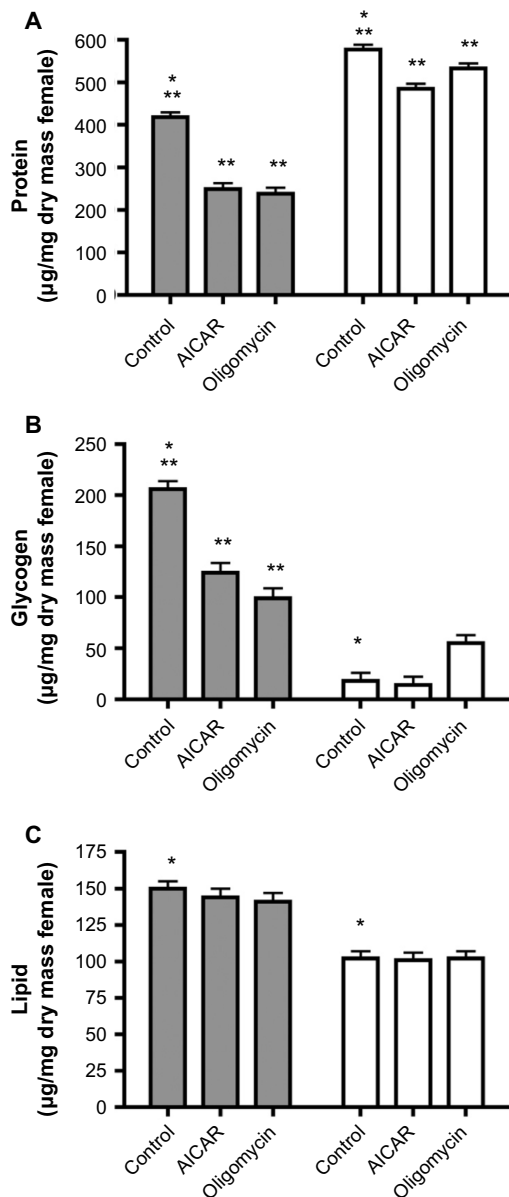 A
Protein
(µg/mg dry mass female)
600
500
400
300
200
100
0
*
**
**
**
*
**
**
**
Control
AICAR
Oligomycin
Control
AICAR
Oligomycin
B
Glycogen
(µg/mg dry mass female)
250
200
150
100
50
0
*
**
**
**
*
Control
AICAR
Oligomycin
Control
AICAR
Oligomycin
C
Lipid
(µg/mg dry mass female)
175
150
125
100
75
50
25
0
*
*
Control
AICAR
Oligomycin
Control
AICAR
Oligomycin